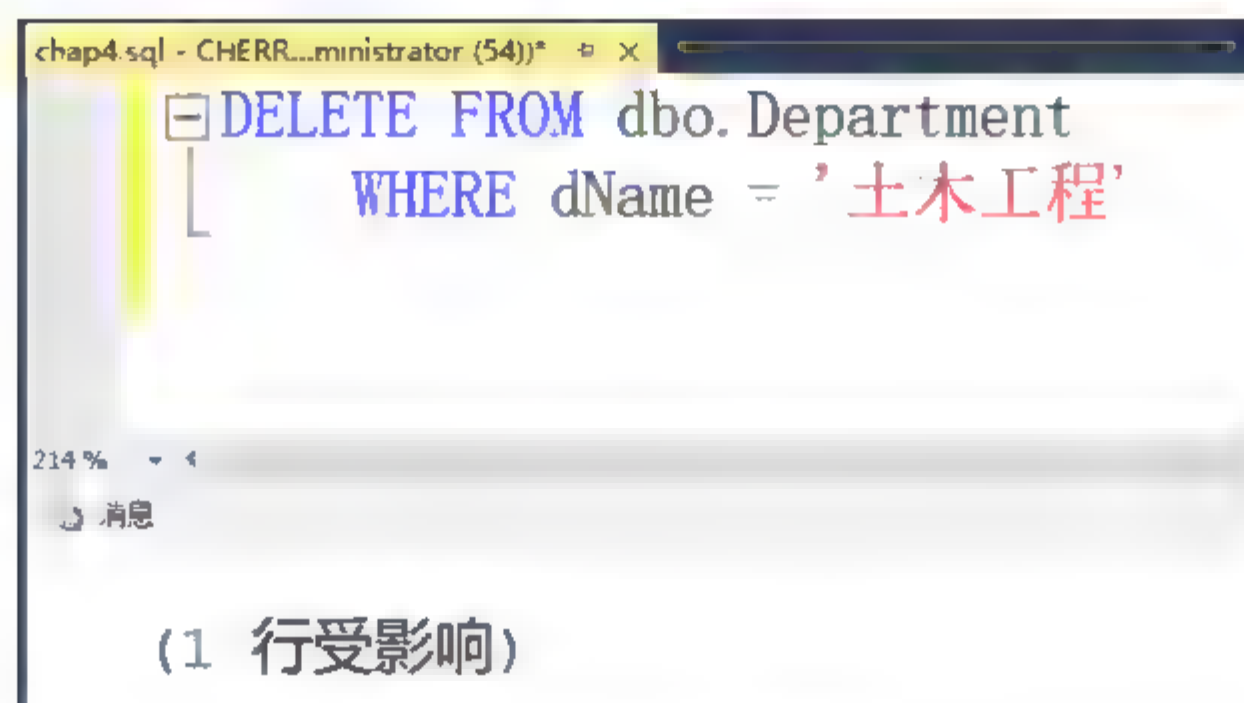 chap4.sql - CHERR...ministrator (54))*
DELETE FROM dbo.Department
WHERE dName = '土木工程'
214 %
消息
(1 行受影响)